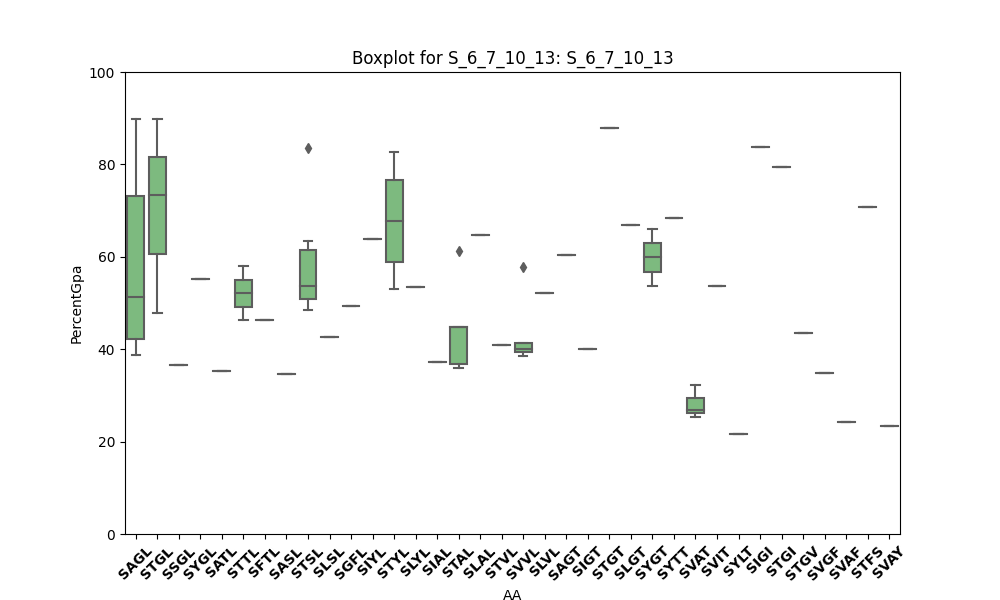 Boxplot for S_6_7_10_13: S_6_7_10_13
100
80
60
40
20
0
PercentGpa
SAGL
STGL
SSGL
SYGL
SATL
STTL
SFTL
SASL
STSL
SLSL
SGFL
SIYL
STYL
SLYL
SIAL
STAL
SLAL
STVL
SVVL
SLVL
SAGT
SIGT
STGT
SLGT
SYGT
SYTT
SVAT
SVIT
SYLT
SIGI
STGI
STGV
SVGF
SVAF
STFS
SVAY
AA